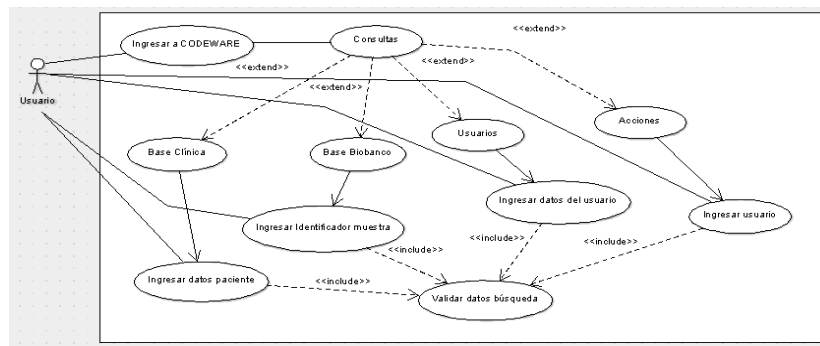 Ingresar a CODEWARE
Consultas
<<extend>>
<<extend>>
<<extend>>
<<extend>>
Usuario
Acciones
Usuarios
Base Clínica
Base Biobanco
Ingresar datos del usuario
Ingresar usuario
Ingresar Identificador muestra
<<include>>
<<include>>
<<include>>
Ingresar datos paciente
<<include>>
Validar datos búsqueda